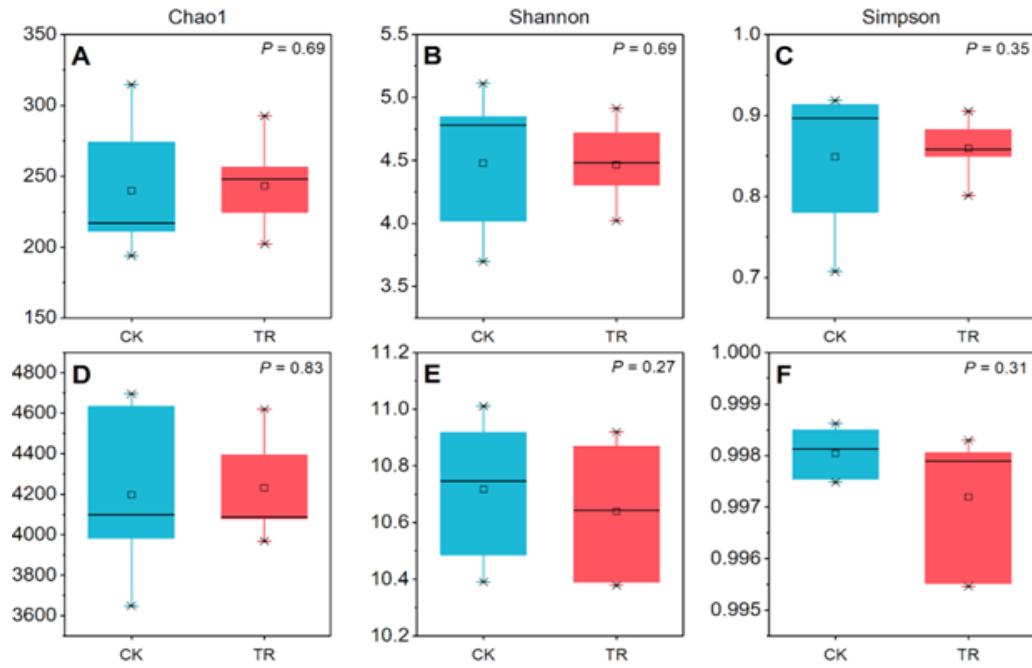 Chao1 Shannon Simpson
A P = 0.69 B P = 0.69 C P = 0.35
350 5.5 1.0
300 5.0 0.9
250 4.5 0.8
200 4.0 0.7
150 3.5
CK TR CK TR CK TR
D P = 0.83 E P = 0.27 F P = 0.31
4800 11.2 1.000
4600 11.0 0.999
4400 10.8 0.998
4200 10.6 0.997
4000 10.4 0.996
3800 10.2 0.995
3600
CK TR CK TR CK TR